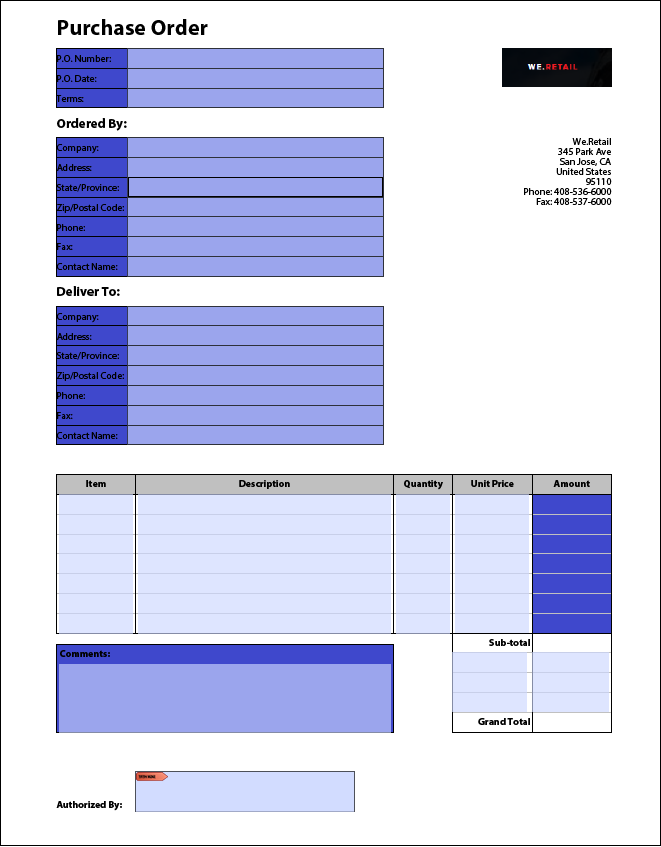 Purchase Order
P.O. Number:
P.O. Date:
Terms:
WE.RETAIL
Ordered By:
Company:
Address:
State/Province:
Zip/Postal Code:
Phone:
Fax:
Contact Name:
We.Retail
345 Park Ave
San Jose, CA
United States
95110
Phone: 408-536-6000
Fax: 408-537-6000
Deliver To:
Company:
Address:
State/Province:
Zip/Postal Code:
Phone:
Fax:
Contact Name:
Item Description Quantity Unit Price Amount
Sub-total
Grand Total
Comments:
Authorized By: